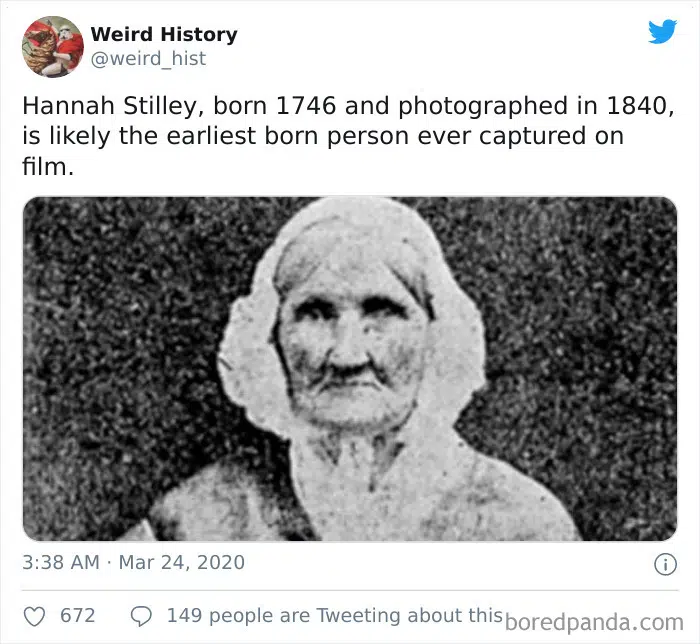 Weird History
@weird_hist
Hannah Stilley, born 1746 and photographed in 1840,
is likely the earliest born person ever captured on
film.
3:38 AM · Mar 24, 2020
672 149 people are Tweeting about this
boredpanda.com